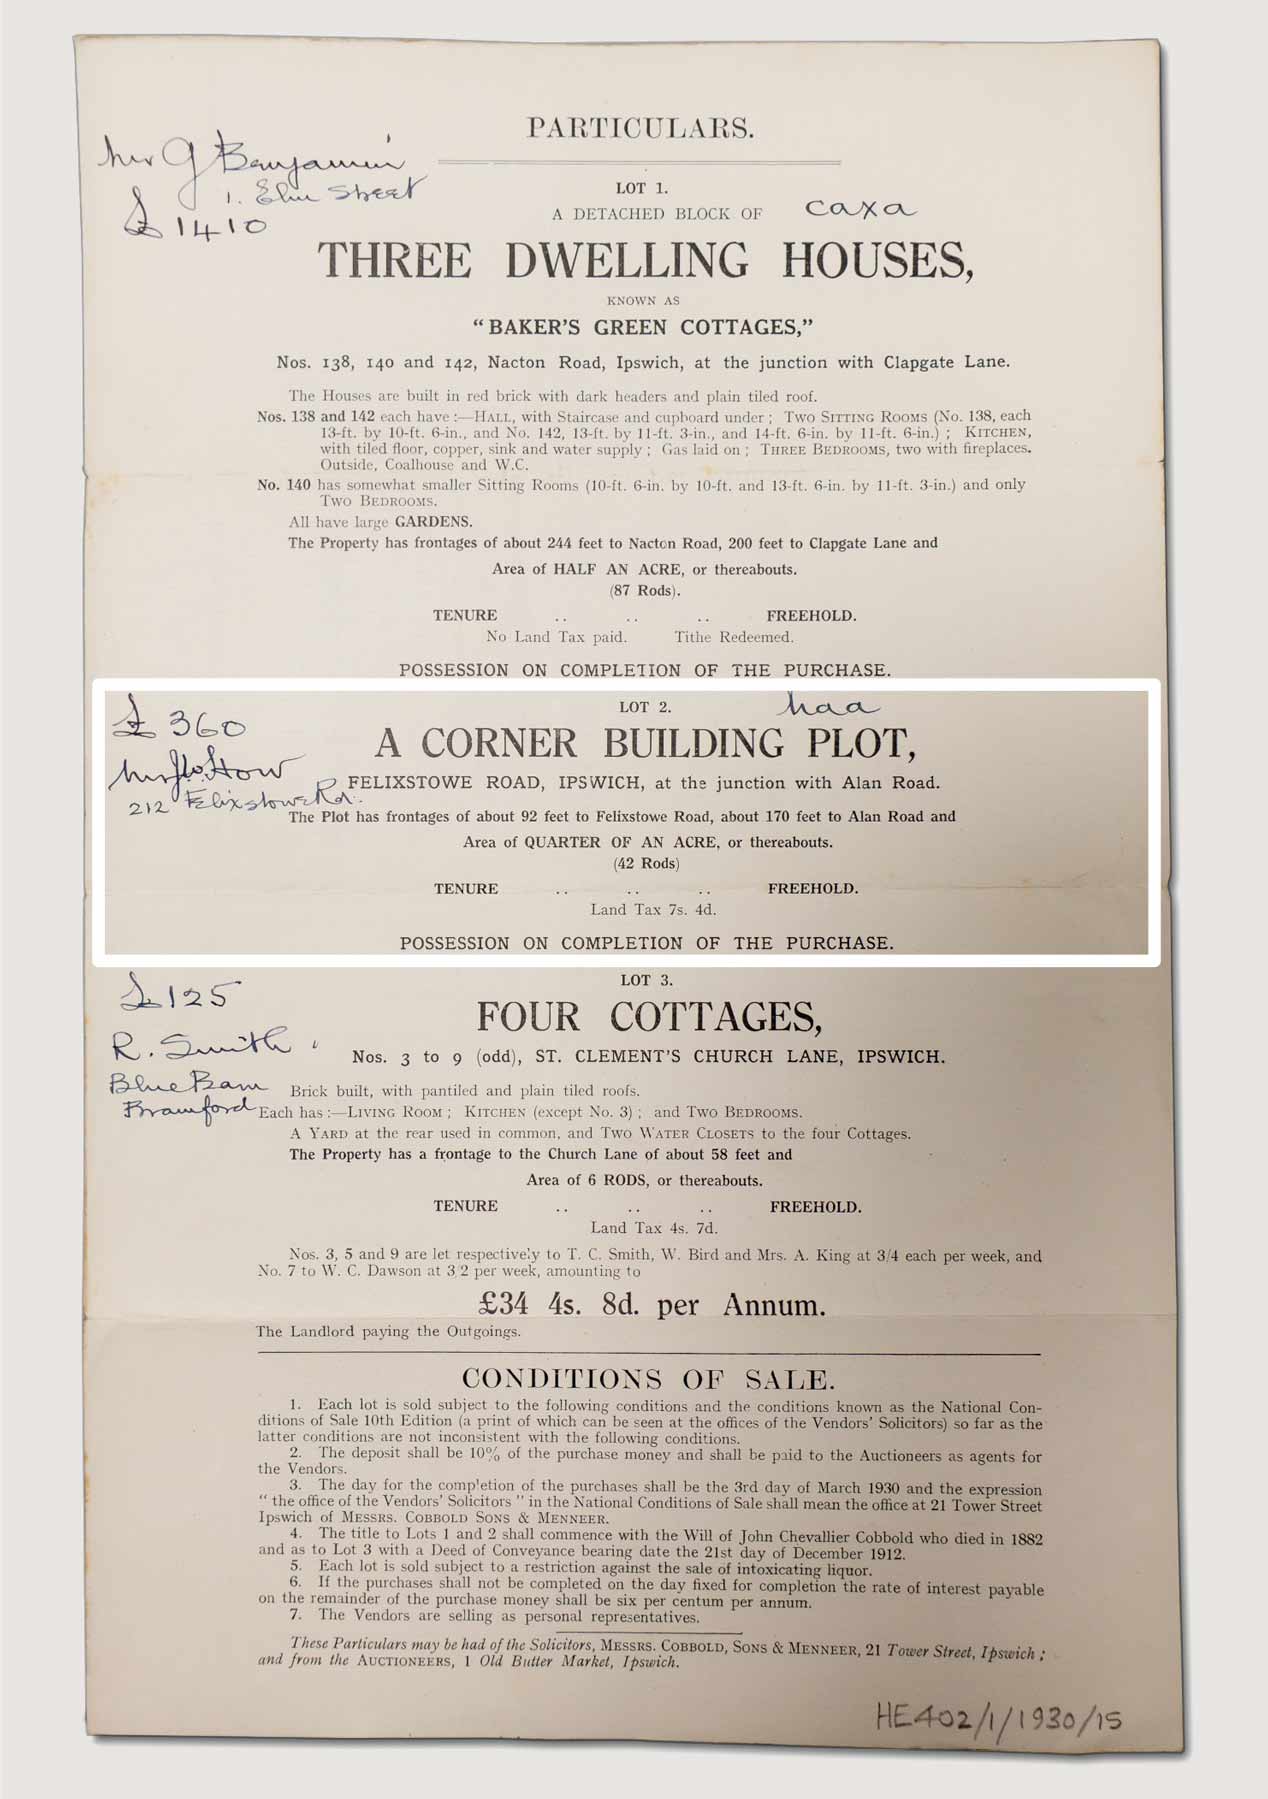 PARTICULARS.
Mr G Benjamin
1. Elm Street
£1410
LOT 1.
A DETACHED BLOCK OF caxa
THREE DWELLING HOUSES,
KNOWN AS
“BAKER'S GREEN COTTAGES,”
Nos. 138, 140 and 142, Nacton Road, Ipswich, at the junction with Clapgate Lane.
The Houses are built in red brick with dark headers and plain tiled roof.
Nos. 138 and 142 each have :—HALL, with Staircase and cupboard under ; TWO SITTING ROOMS (No. 138, each
13-ft. by 10-ft. 6-in., and No. 142, 13-ft. by 11-ft. 3-in., and 14-ft. 6-in. by 11-ft. 6-in.) ; KITCHEN,
with tiled floor, copper, sink and water supply ; Gas laid on ; THREE BEDROOMS, two with fireplaces.
Outside, Coalhouse and W.C.
No. 140 has somewhat smaller Sitting Rooms (10-ft. 6-in. by 10-ft. and 13-ft. 6-in. by 11-ft. 3-in.) and only
TWO BEDROOMS.
All have large GARDENS.
The Property has frontages of about 244 feet to Nacton Road, 200 feet to Clapgate Lane and
Area of HALF AN ACRE, or thereabouts.
(87 Rods).
TENURE .. .. .. FREEHOLD.
No Land Tax paid. Tithe Redeemed.
POSSESSION ON COMPLETION OF THE PURCHASE.
LOT 2. haa
£360
A CORNER BUILDING PLOT,
How
FELIXSTOWE ROAD, IPSWICH, at the junction with Alan Road.
212 Felixstowe Rd.
The Plot has frontages of about 92 feet to Felixstowe Road, about 170 feet to Alan Road and
Area of QUARTER OF AN ACRE, or thereabouts.
(42 Rods)
TENURE .. .. .. FREEHOLD.
Land Tax 7s. 4d.
POSSESSION ON COMPLETION OF THE PURCHASE.
LOT 3.
£125
FOUR COTTAGES,
R. Smith
Nos. 3 to 9 (odd), ST. CLEMENT'S CHURCH LANE, IPSWICH.
Blue Barn
Bramford
Brick built, with pantiled and plain tiled roofs.
Each has :—LIVING ROOM ; KITCHEN (except No. 3) ; and TWO BEDROOMS.
A YARD at the rear used in common, and TWO WATER CLOSETS to the four Cottages.
The Property has a frontage to the Church Lane of about 58 feet and
Area of 6 RODS, or thereabouts.
TENURE .. .. .. FREEHOLD.
Land Tax 4s. 7d.
Nos. 3, 5 and 9 are let respectively to T. C. Smith, W. Bird and Mrs. A. King at 3/4 each per week, and
No. 7 to W. C. Dawson at 3/2 per week, amounting to
£34 4s. 8d. per Annum.
The Landlord paying the Outgoings.
CONDITIONS OF SALE.
1. Each lot is sold subject to the following conditions and the conditions known as the National Con-
ditions of Sale 10th Edition (a print of which can be seen at the offices of the Vendors' Solicitors) so far as the
latter conditions are not inconsistent with the following conditions.
2. The deposit shall be 10% of the purchase money and shall be paid to the Auctioneers as agents for
the Vendors.
3. The day for the completion of the purchases shall be the 3rd day of March 1930 and the expression
“ the office of the Vendors' Solicitors ” in the National Conditions of Sale shall mean the office at 21 Tower Street
Ipswich of MESSRS. COBBOLD SONS & MENNEER.
4. The title to Lots 1 and 2 shall commence with the Will of John Chevallier Cobbold who died in 1882
and as to Lot 3 with a Deed of Conveyance bearing date the 21st day of December 1912.
5. Each lot is sold subject to a restriction against the sale of intoxicating liquor.
6. If the purchases shall not be completed on the day fixed for completion the rate of interest payable
on the remainder of the purchase money shall be six per centum per annum.
7. The Vendors are selling as personal representatives.
These Particulars may be had of the Solicitors, MESSRS. COBBOLD, SONS & MENNEER, 21 Tower Street, Ipswich ;
and from the AUCTIONEERS, 1 Old Butter Market, Ipswich.
HE402/1/1930/15